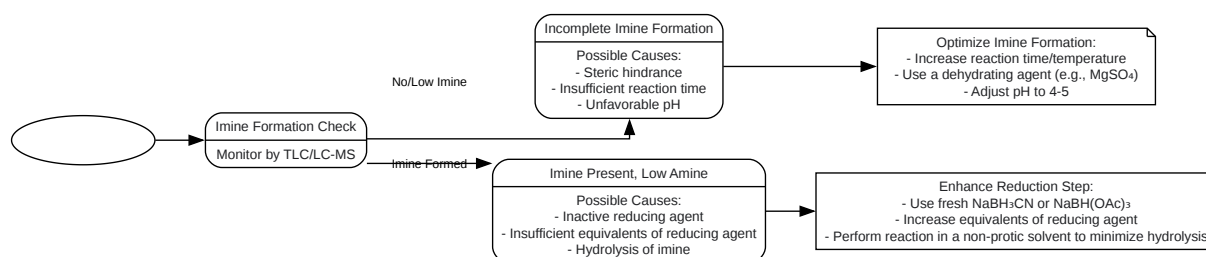 Imine Formation Check
Monitor by TLC/LC-MS
No/Low Imine
Incomplete Imine Formation
Possible Causes:
- Steric hindrance
- Insufficient reaction time
- Unfavorable pH
Optimize Imine Formation:
- Increase reaction time/temperature
- Use a dehydrating agent (e.g., MgSO₄)
- Adjust pH to 4-5
Imine Formed
Imine Present, Low Amine
Possible Causes:
- Inactive reducing agent
- Insufficient equivalents of reducing agent
- Hydrolysis of imine
Enhance Reduction Step:
- Use fresh NaBH₃CN or NaBH(OAc)₃
- Increase equivalents of reducing agent
- Perform reaction in a non-protic solvent to minimize hydrolysis